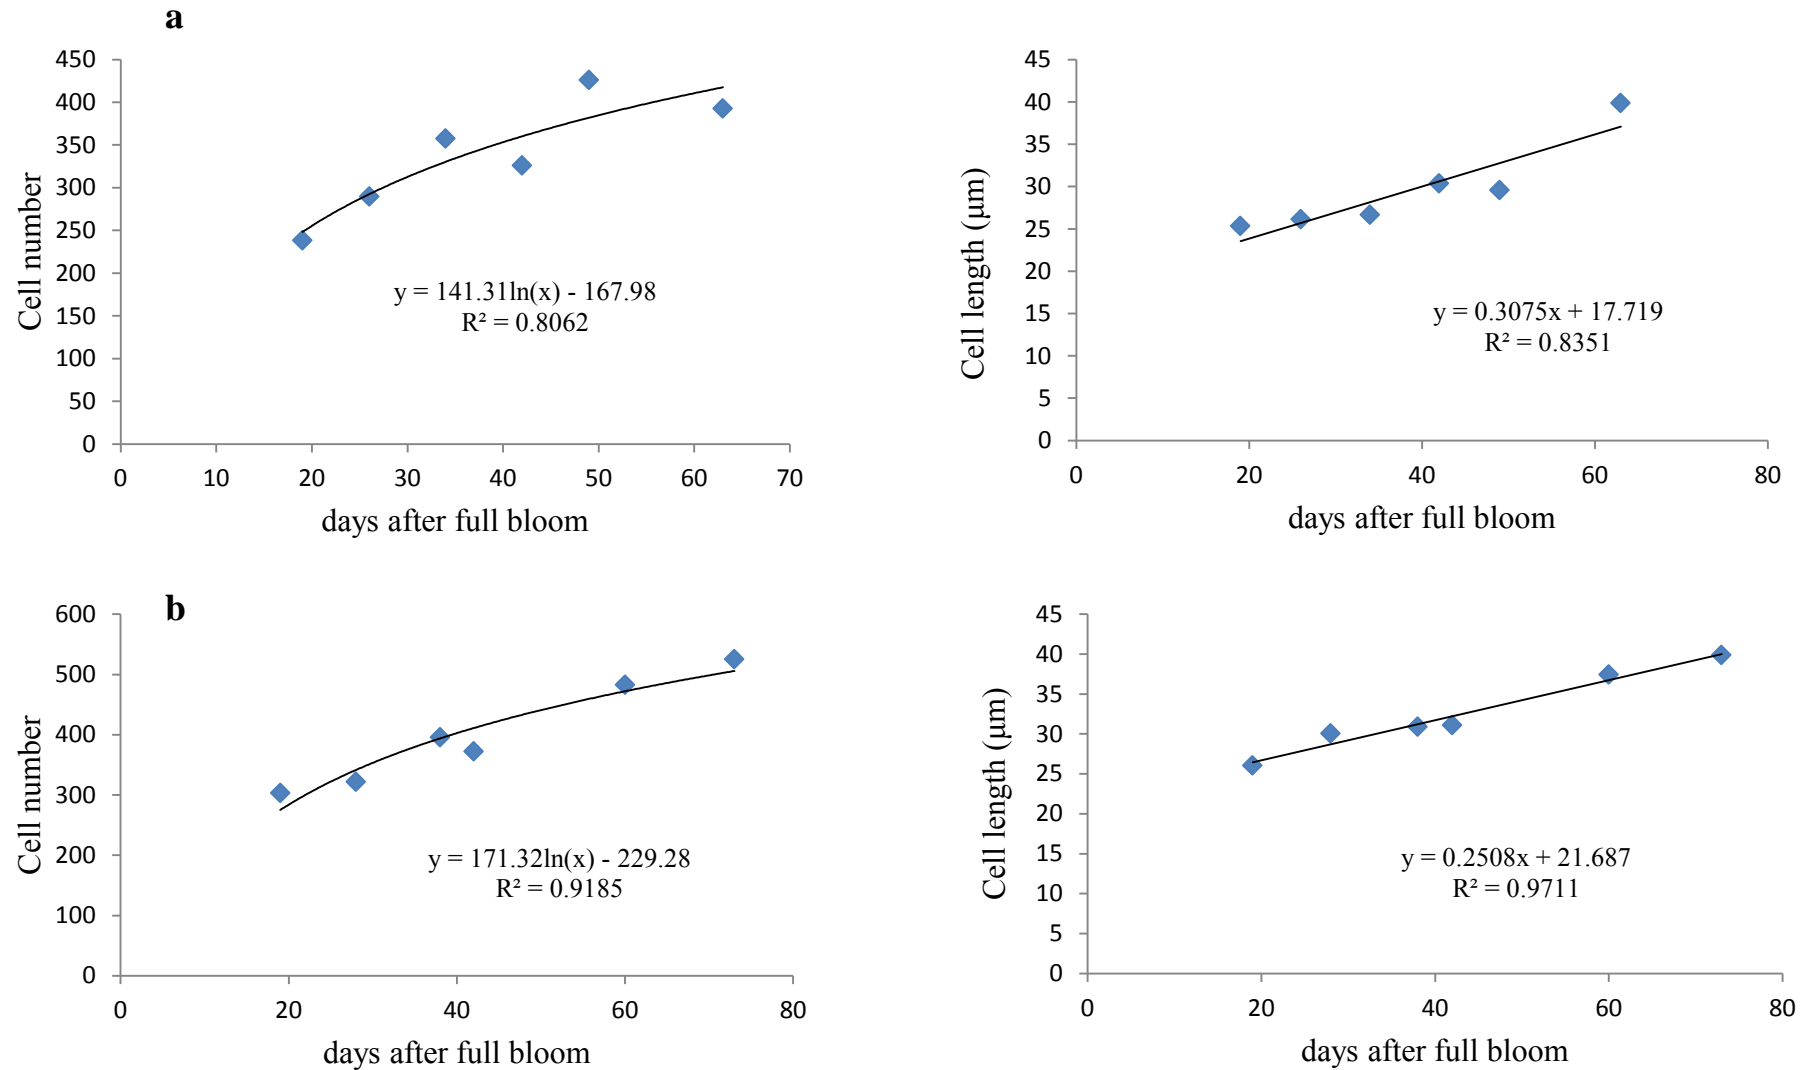 a
450
400
350
300
250
200
150
100
50
0
Cell number
y = 141.31ln(x) - 167.98
R² = 0.8062
0 10 20 30 40 50 60 70
days after full bloom
45
40
35
30
25
20
15
10
5
0
Cell length (µm)
y = 0.3075x + 17.719
R² = 0.8351
0 20 40 60 80
days after full bloom
b
600
500
400
300
200
100
0
Cell number
y = 171.32ln(x) - 229.28
R² = 0.9185
0 20 40 60 80
days after full bloom
45
40
35
30
25
20
15
10
5
0
Cell length (µm)
y = 0.2508x + 21.687
R² = 0.9711
0 20 40 60 80
days after full bloom